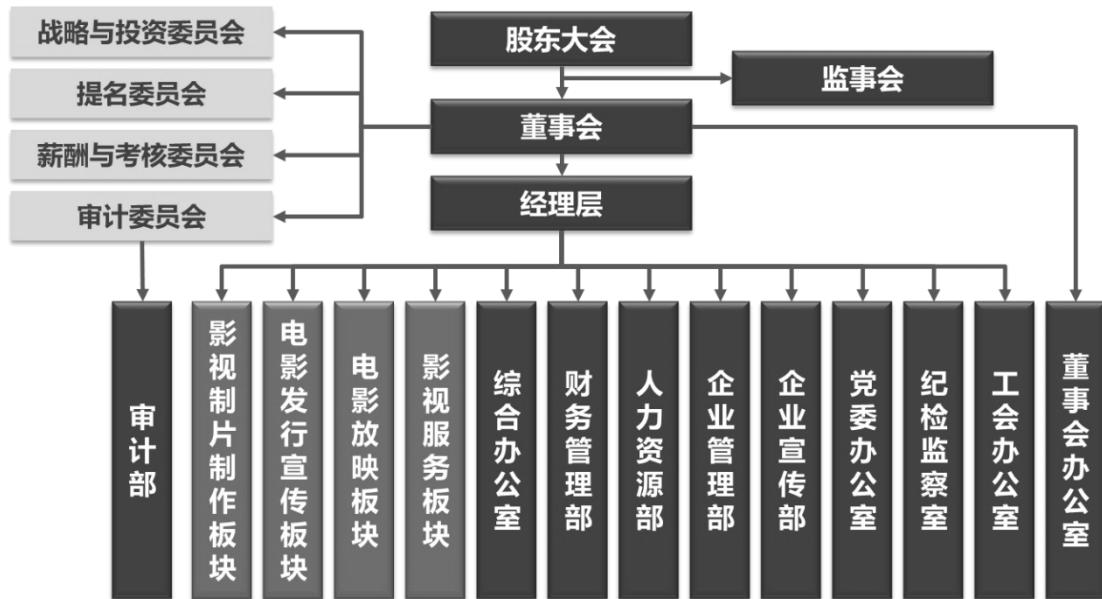 战略与投资委员会
提名委员会
薪酬与考核委员会
审计委员会
股东大会
监事会
董事会
经理层
审计部
影视制片制作板块
电影发行宣传板块
电影放映板块
影视服务板块
综合办公室
财务管理部
人力资源部
企业管理部
企业宣传部
党委办公室
纪检监察室
工会办公室
董事会办公室